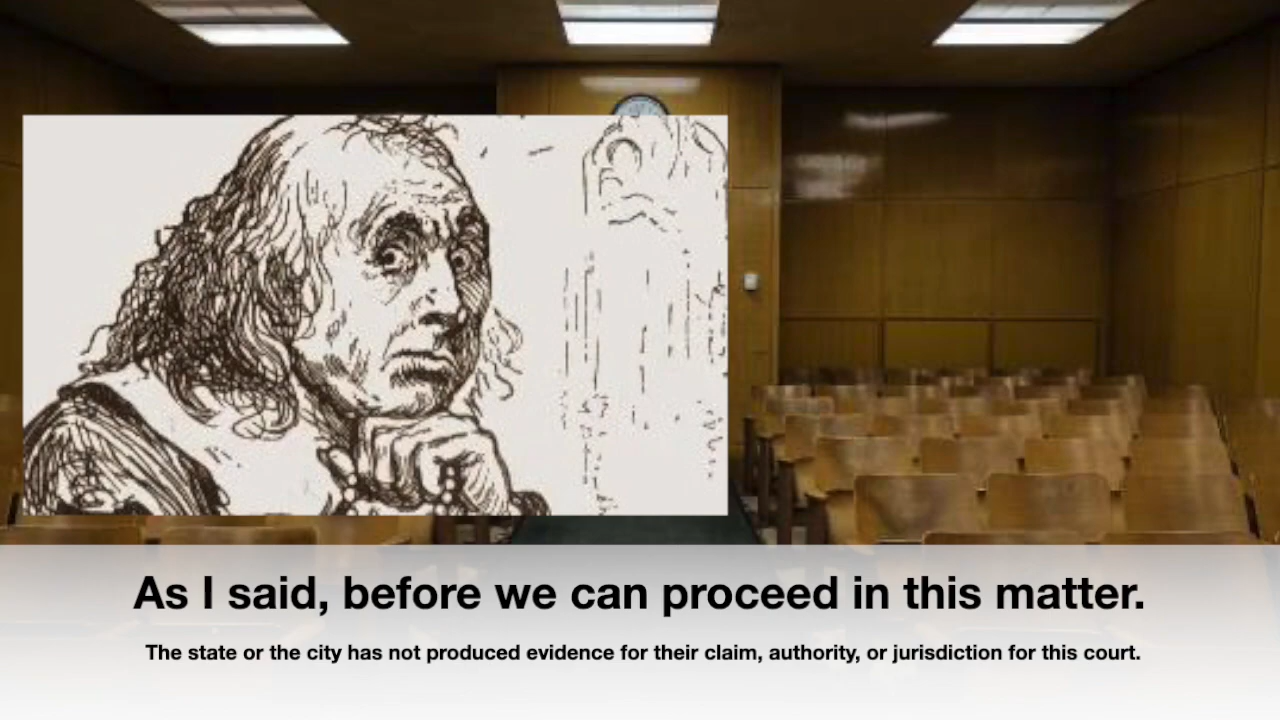 As I said, before we can proceed in this matter.
The state or the city has not produced evidence for their claim, authority, or jurisdiction for this court.